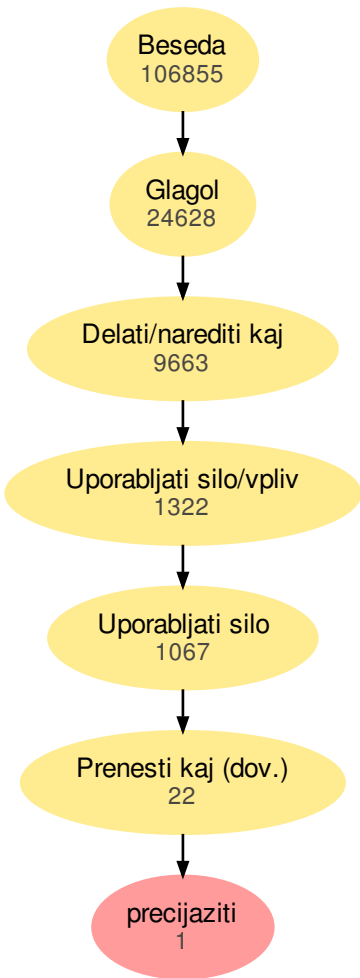 Beseda
106855
Glagol
24628
Delati/narediti kaj
9663
Uporabljati silo/vpliv
1322
Uporabljati silo
1067
Prenesti kaj (dov.)
22
precijaziti
1